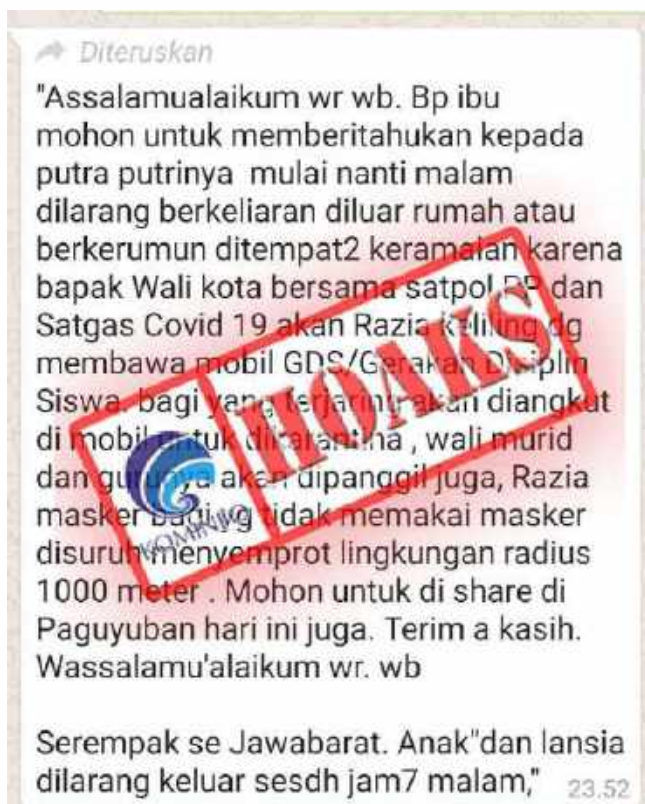 Diteruskan
"Assalamualaikum wr wb. Bp ibu
mohon untuk memberitahukan kepada
putra putrinya mulai nanti malam
dilarang berkeliaran diluar rumah atau
berkerumun ditempat2 keramaian karena
bapak Wali kota bersama satpol PP dan
Satgas Covid 19 akan Razia keliling dg
membawa mobil GDS/Gerakan Disiplin
Siswa. bagi yang terjaring akan diangkut
di mobil untuk dikarantina , wali murid
dan gurunya akan dipanggil juga, Razia
masker bagi yg tidak memakai masker
disuruh menyemprot lingkungan radius
1000 meter . Mohon untuk di share di
Paguyuban hari ini juga. Terim a kasih.
Wassalamu'alaikum wr. wb
Serempak se Jawabarat. Anak"dan lansia
dilarang keluar sesdh jam7 malam,"
23.52
HOAKS
KOMINFO